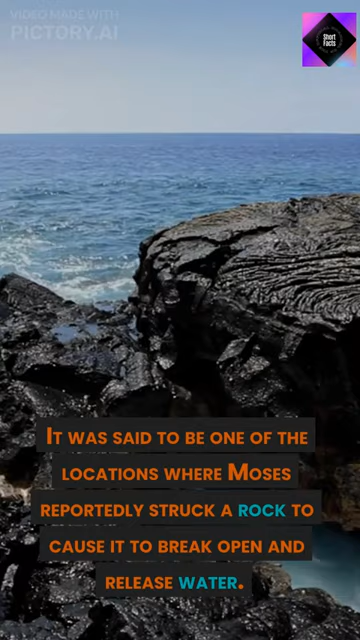 VIDEO MADE WITH
PICTORY.AI
Short
Facts
It was said to be one of the
locations where Moses
reportedly struck a rock to
cause it to break open and
release water.